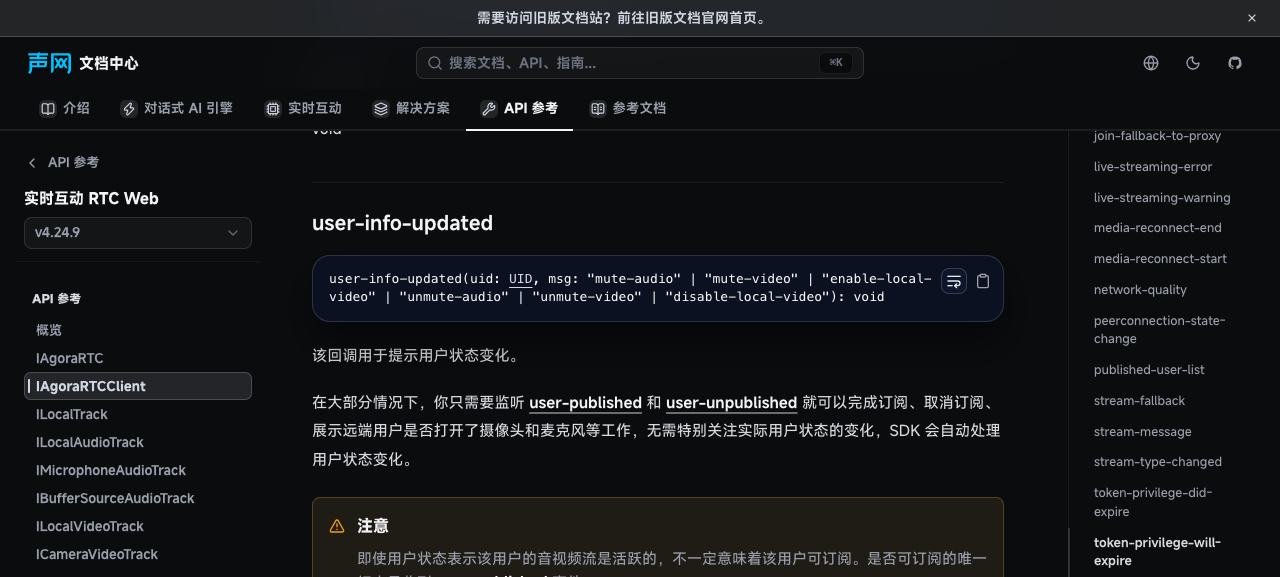 需要访问旧版文档站？前往旧版文档官网首页。
声网 文档中心
搜索文档、API、指南...
⌘K
介绍
对话式 AI 引擎
实时互动
解决方案
API 参考
参考文档
API 参考
实时互动 RTC Web
v4.24.9
API 参考
概览
IAgoraRTC
IAgoraRTCClient
ILocalTrack
ILocalAudioTrack
IMicrophoneAudioTrack
IBufferSourceAudioTrack
ILocalVideoTrack
ICameraVideoTrack
void
user-info-updated
user-info-updated(uid: UID, msg: "mute-audio" | "mute-video" | "enable-local-
video" | "unmute-audio" | "unmute-video" | "disable-local-video"): void
该回调用于提示用户状态变化。
在大部分情况下，你只需要监听 user-published 和 user-unpublished 就可以完成订阅、取消订阅、
展示远端用户是否打开了摄像头和麦克风等工作，无需特别关注实际用户状态的变化，SDK 会自动处理
用户状态变化。
注意
即使用户状态表示该用户的音视频流是活跃的，不一定意味着该用户可订阅。是否可订阅的唯一
join-fallback-to-proxy
live-streaming-error
live-streaming-warning
media-reconnect-end
media-reconnect-start
network-quality
peerconnection-state-
change
published-user-list
stream-fallback
stream-message
stream-type-changed
token-privilege-did-
expire
token-privilege-will-
expire